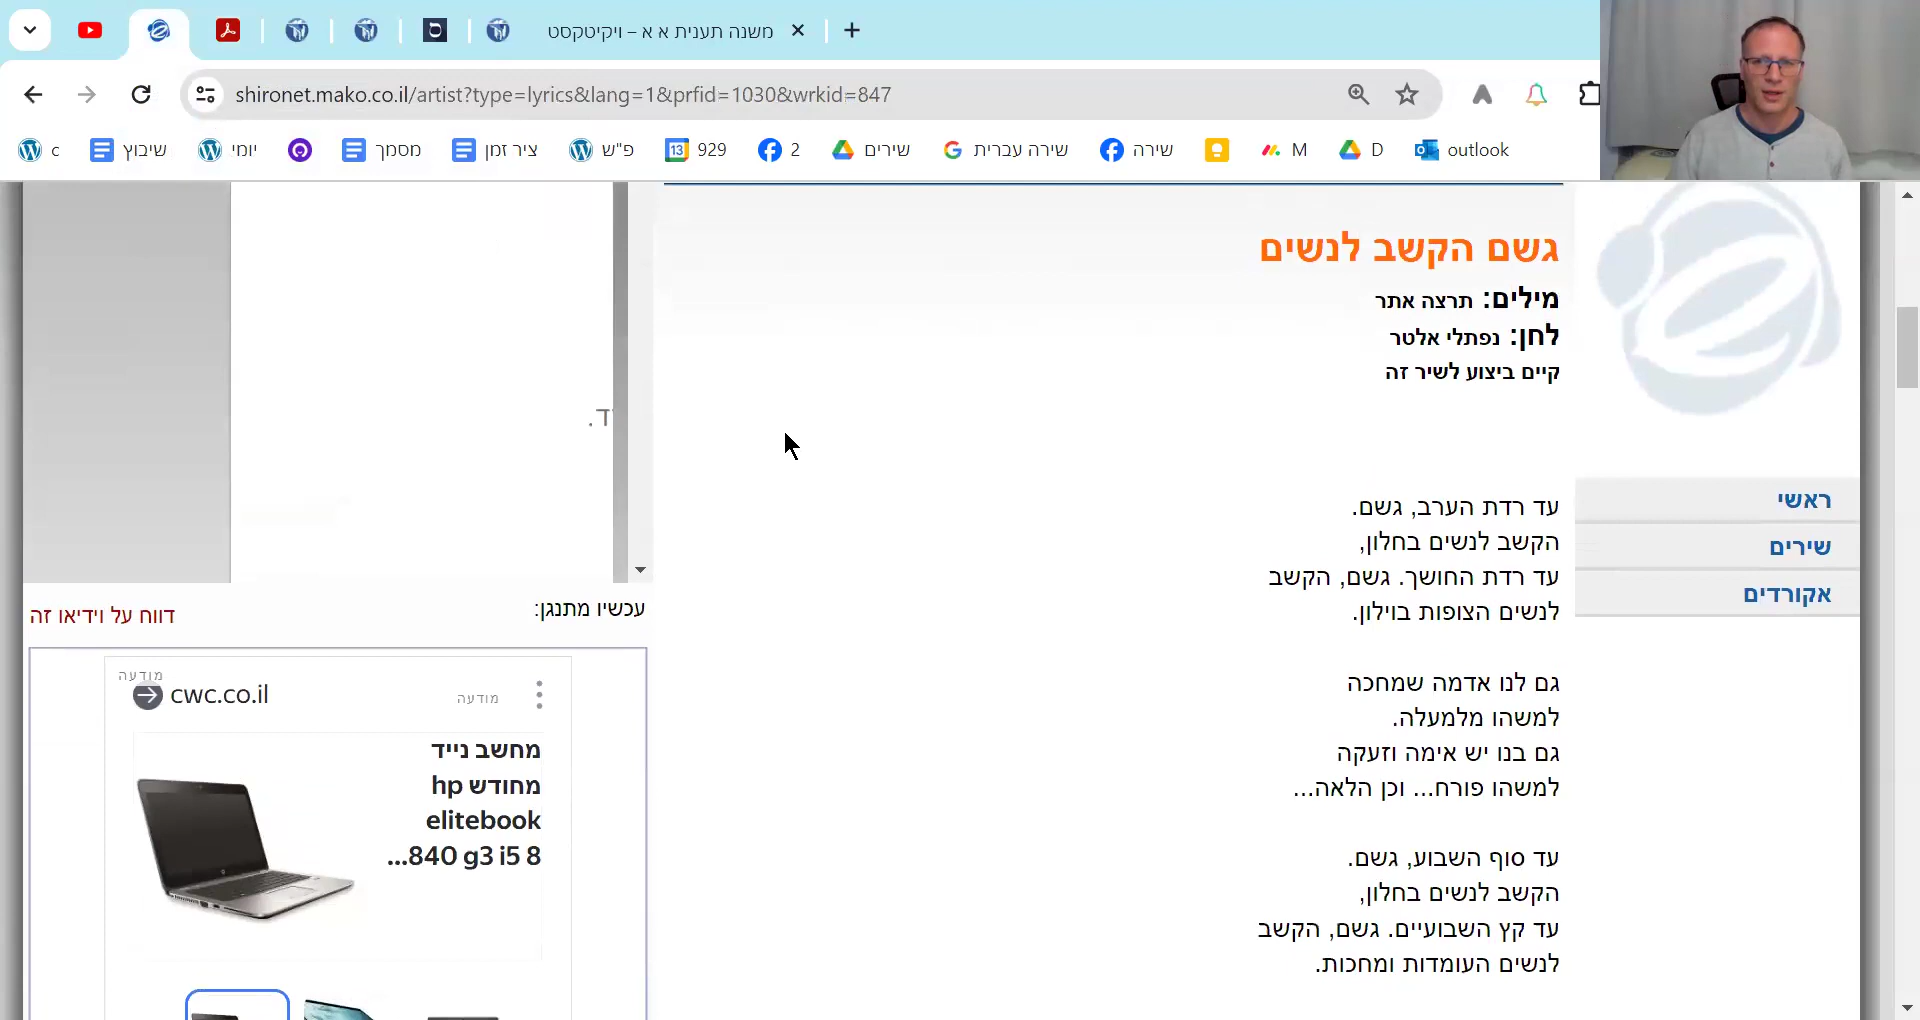 משנה תענית א א – ויקיטקסט
shironet.mako.co.il/artist?type=lyrics&lang=1&prfid=1030&wrkid=847
c שיבוץ יומי מסמך ציר זמן פ"ש 929 2 שירים שירה עברית שירה M D outlook
גשם הקשב לנשים
מילים: תרצה אתר
לחן: נפתלי אלטר
קיים ביצוע לשיר זה
עד רדת הערב, גשם.
הקשב לנשים בחלון,
עד רדת החושך. גשם, הקשב
לנשים הצופות בוילון.
גם לנו אדמה שמחכה
למשהו מלמעלה.
גם בנו יש אימה וזעקה
למשהו פורח... וכן הלאה...
עד סוף השבוע, גשם.
הקשב לנשים בחלון,
עד קץ השבועיים. גשם, הקשב
לנשים העומדות ומחכות.
ראשי
שירים
אקורדים
ד.
עכשיו מתנגן:
דווח על וידיאו זה
מודעה
cwc.co.il
מודעה
מחשב נייד
מחודש hp
elitebook
840 g3 i5 8...